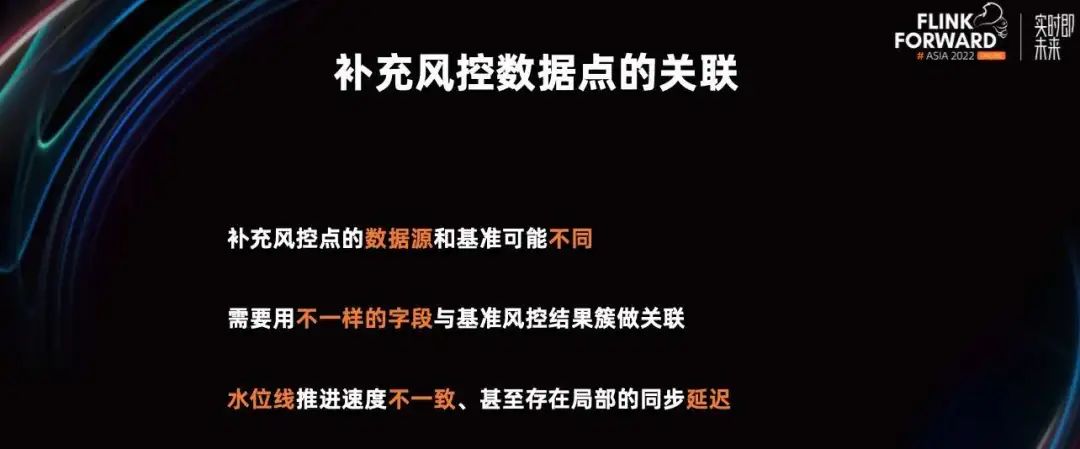 FLINK
FORWARD
# ASIA 2022
实时即
未来
补充风控数据点的关联
补充风控点的数据源和基准可能不同
需要用不一样的字段与基准风控结果簇做关联
水位线推进速度不一致、甚至存在局部的同步延迟